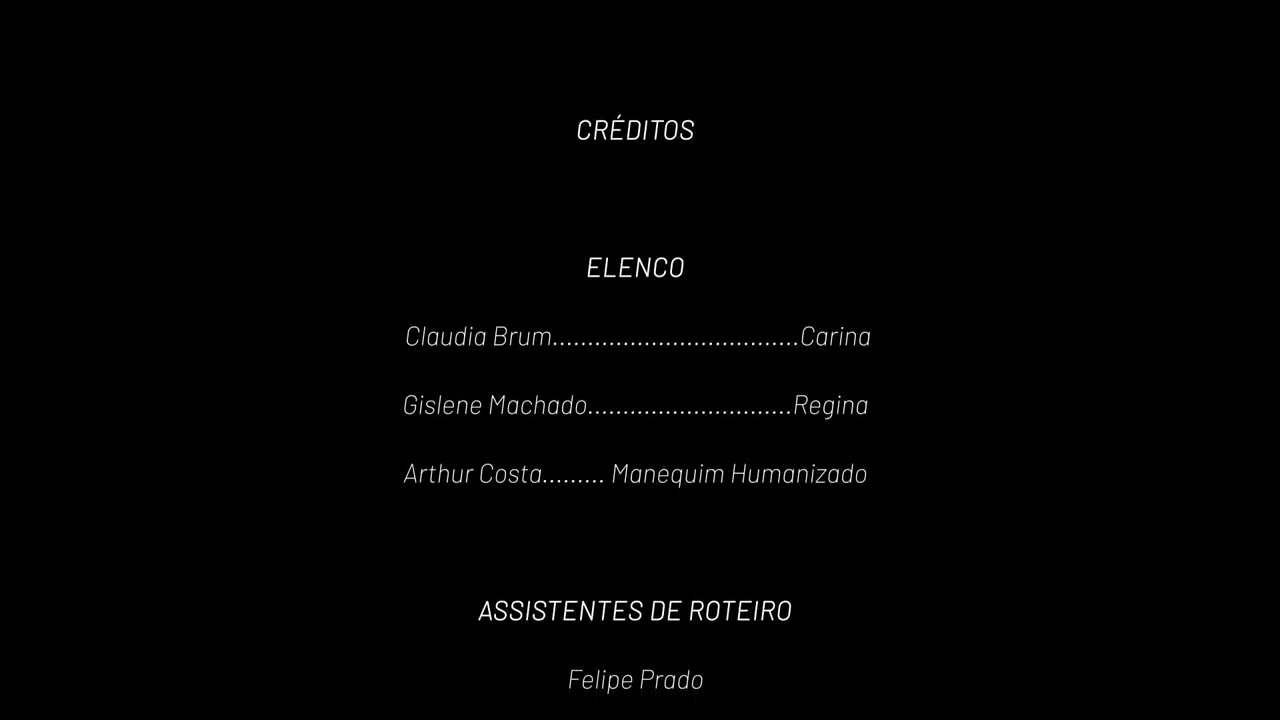 CRÉDITOS
ELENCO
Claudia Brum...................................Carina
Gislene Machado.............................Regina
Arthur Costa......... Manequim Humanizado
ASSISTENTES DE ROTEIRO
Felipe Prado